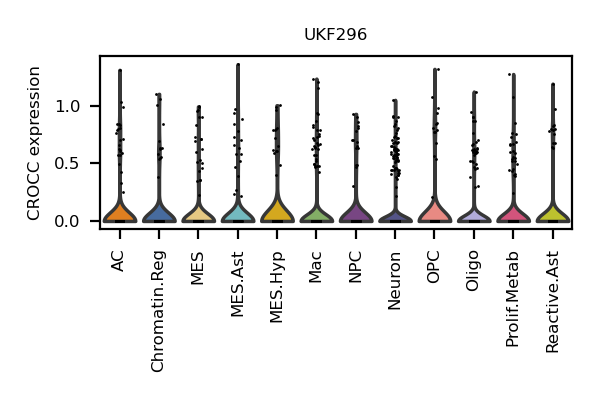 UKF296
CROCC expression
1.0
0.5
0.0
AC
Chromatin.Reg
MES
MES.Ast
MES.Hyp
Mac
NPC
Neuron
OPC
Oligo
Prolif.Metab
Reactive.Ast